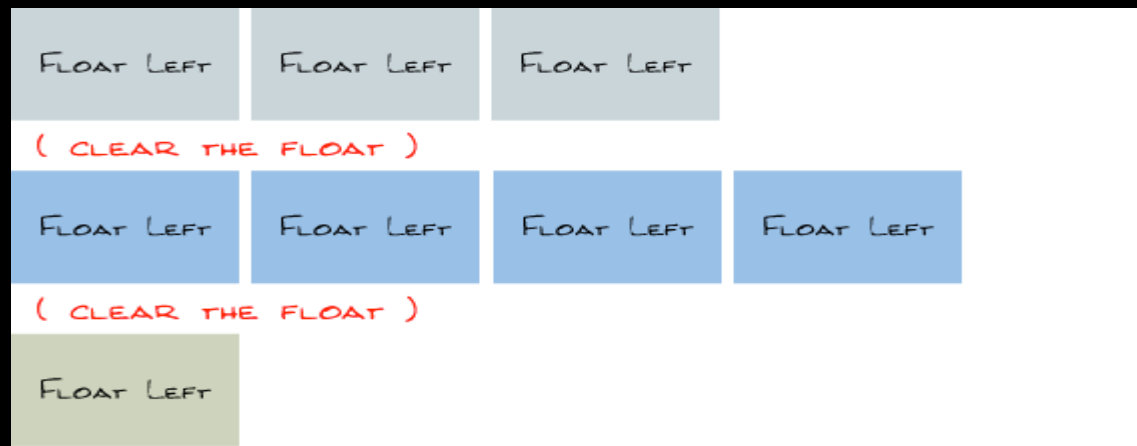 Float Left Float Left Float Left
( clear the float )
Float Left Float Left Float Left Float Left
( clear the float )
Float Left